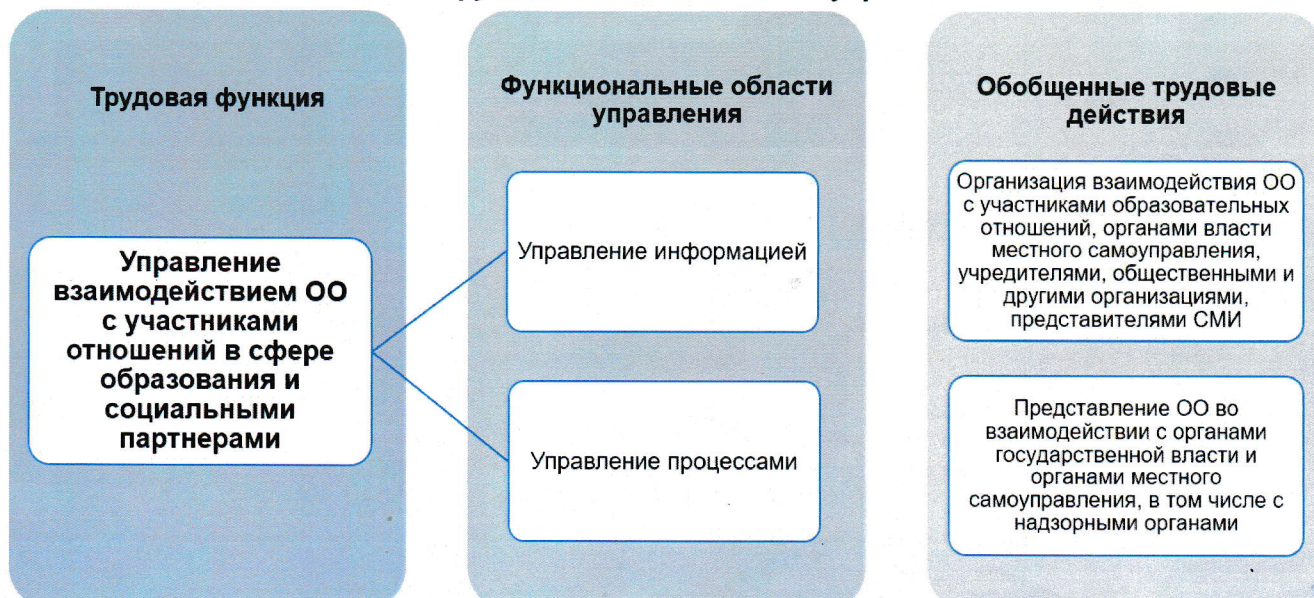 Трудовая функция
Управление
взаимодействием ОО
с участниками
отношений в сфере
образования и
социальными
партнерами
Функциональные области
управления
Управление информацией
Управление процессами
Обобщенные трудовые
действия
Организация взаимодействия ОО
с участниками образовательных
отношений, органами власти
местного самоуправления,
учредителями, общественными и
другими организациями,
представителями СМИ
Представление ОО во
взаимодействии с органами
государственной власти и
органами местного
самоуправления, в том числе с
надзорными органами